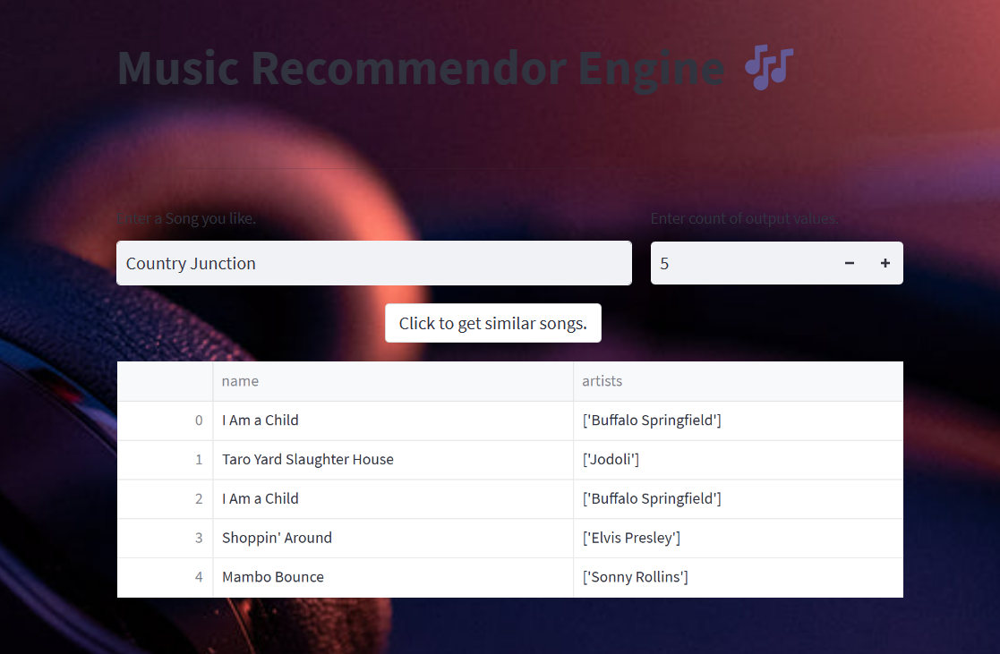 Music Recommendor Engine 🎶
Enter a Song you like.
Enter count of output values.
Country Junction
5 − +
Click to get similar songs.
name artists
0 I Am a Child ['Buffalo Springfield']
1 Taro Yard Slaughter House ['Jodoli']
2 I Am a Child ['Buffalo Springfield']
3 Shoppin' Around ['Elvis Presley']
4 Mambo Bounce ['Sonny Rollins']